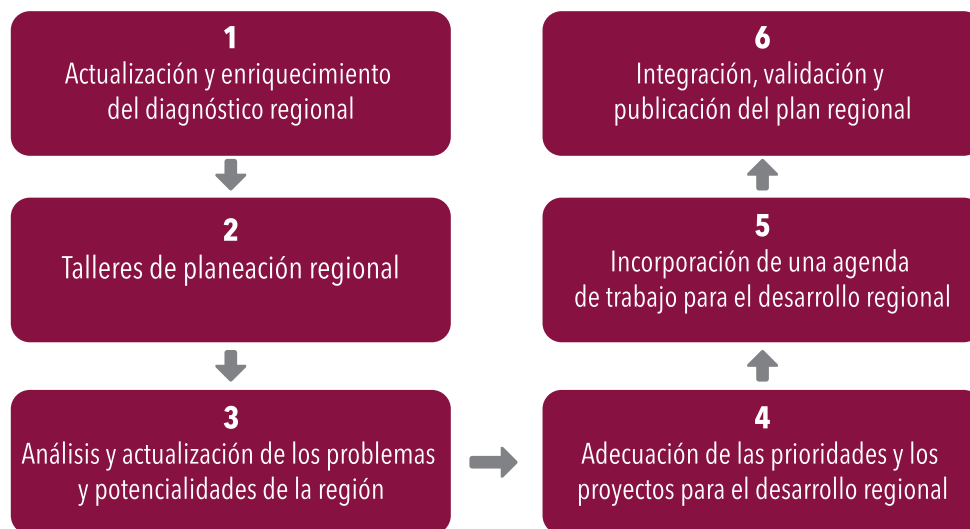 1
Actualización y enriquecimiento
del diagnóstico regional
2
Talleres de planeación regional
3
Análisis y actualización de los problemas
y potencialidades de la región
4
Adecuación de las prioridades y los
proyectos para el desarrollo regional
5
Incorporación de una agenda
de trabajo para el desarrollo regional
6
Integración, validación y
publicación del plan regional